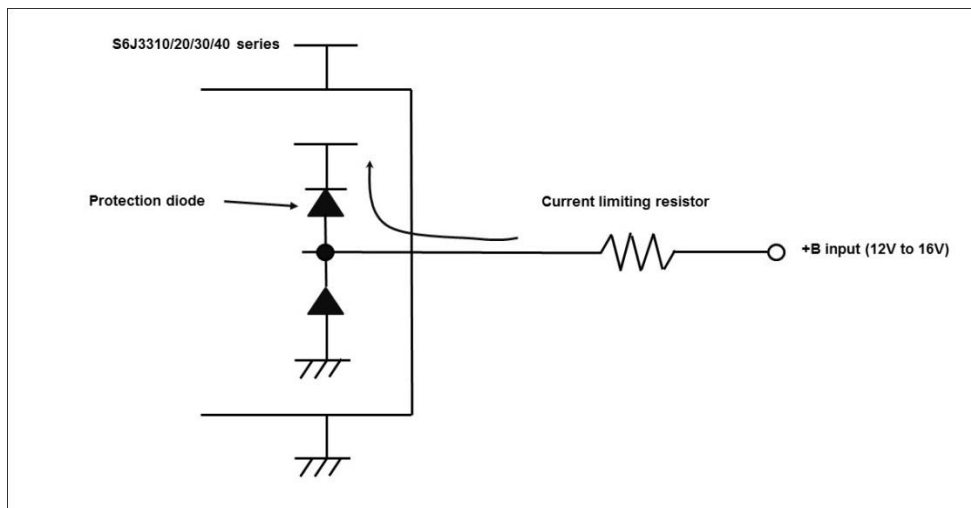 S6J3310/20/30/40 series
Protection diode
Current limiting resistor
+B input (12V to 16V)